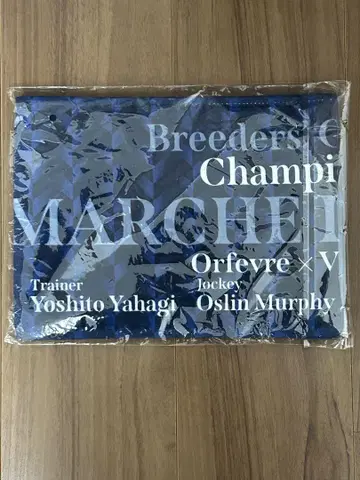 Breeders' C
Champi
MARCHE
Orfevre × V
Trainer
Jockey
Yoshito Yahagi
Oslin Murphy